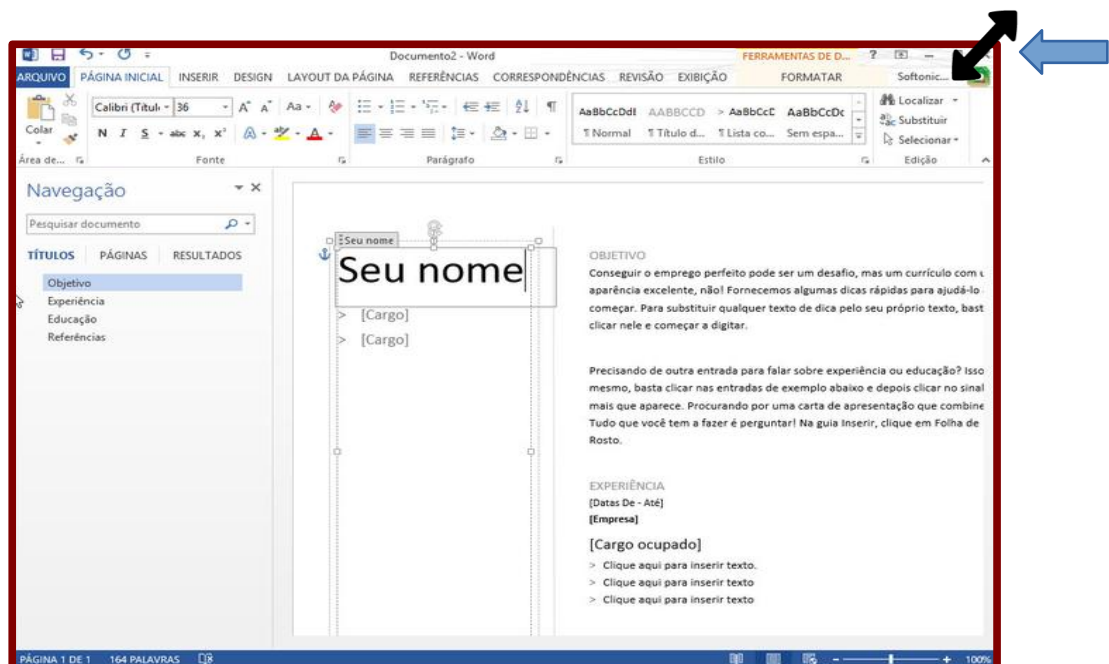 Documento2 - Word
FERRAMENTAS DE D...
?
ARQUIVO PÁGINA INICIAL INSERIR DESIGN LAYOUT DA PÁGINA REFERÊNCIAS CORRESPONDÊNCIAS REVISÃO EXIBIÇÃO FORMATAR Softonic...
Calibri (Títul 36 A A Aa
Colar
N I S abc x, x² A A
AaBbCcDdI AABBCCD > AaBbCcC AaBbCcDc
¶ Normal ¶ Título d... ¶ Lista co... Sem espa...
Localizar
Substituir
Selecionar
Área de... Fonte Parágrafo Estilo Edição
Navegação
Pesquisar documento
TÍTULOS PÁGINAS RESULTADOS
Objetivo
Experiência
Educação
Referências
Seu nome
Seu nome
> [Cargo]
> [Cargo]
OBJETIVO
Conseguir o emprego perfeito pode ser um desafio, mas um currículo com
aparência excelente, não! Fornecemos algumas dicas rápidas para ajudá-lo
começar. Para substituir qualquer texto de dica pelo seu próprio texto, bast
clicar nele e começar a digitar.
Precisando de outra entrada para falar sobre experiência ou educação? Isso
mesmo, basta clicar nas entradas de exemplo abaixo e depois clicar no sinal
mais que aparece. Procurando por uma carta de apresentação que combine
Tudo que você tem a fazer é perguntar! Na guia Inserir, clique em Folha de
Rosto.
EXPERIÊNCIA
[Datas De - Até]
[Empresa]
[Cargo ocupado]
> Clique aqui para inserir texto.
> Clique aqui para inserir texto
> Clique aqui para inserir texto
PÁGINA 1 DE 1 164 PALAVRAS
100%